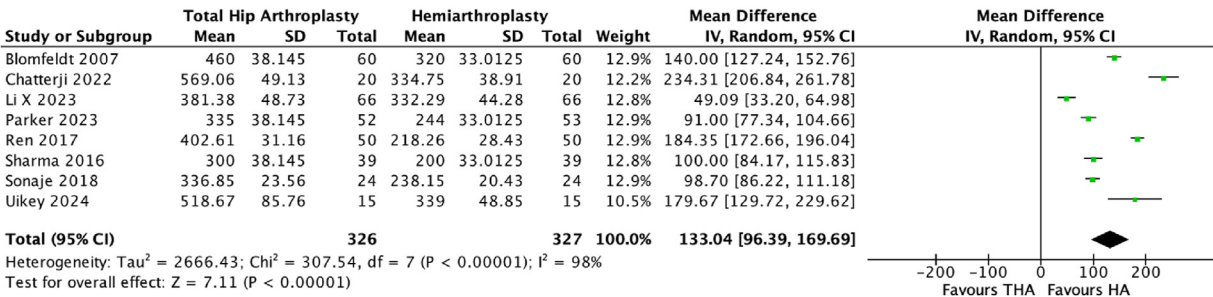 Total Hip Arthroplasty Hemiarthroplasty Mean Difference Mean Difference
Study or Subgroup Mean SD Total Mean SD Total Weight IV, Random, 95% CI IV, Random, 95% CI
Blomfeldt 2007 460 38.145 60 320 33.0125 60 12.9% 140.00 [127.24, 152.76]
Chatterji 2022 569.06 49.13 20 334.75 38.91 20 12.2% 234.31 [206.84, 261.78]
Li X 2023 381.38 48.73 66 332.29 44.28 66 12.8% 49.09 [33.20, 64.98]
Parker 2023 335 38.145 52 244 33.0125 53 12.9% 91.00 [77.34, 104.66]
Ren 2017 402.61 31.16 50 218.26 28.43 50 12.9% 184.35 [172.66, 196.04]
Sharma 2016 300 38.145 39 200 33.0125 39 12.8% 100.00 [84.17, 115.83]
Sonaje 2018 336.85 23.56 24 238.15 20.43 24 12.9% 98.70 [86.22, 111.18]
Uikey 2024 518.67 85.76 15 339 48.85 15 10.5% 179.67 [129.72, 229.62]
Total (95% CI) 326 327 100.0% 133.04 [96.39, 169.69]
Heterogeneity: Tau² = 2666.43; Chi² = 307.54, df = 7 (P < 0.00001); I² = 98%
Test for overall effect: Z = 7.11 (P < 0.00001)
-200 -100 0 100 200
Favours THA Favours HA